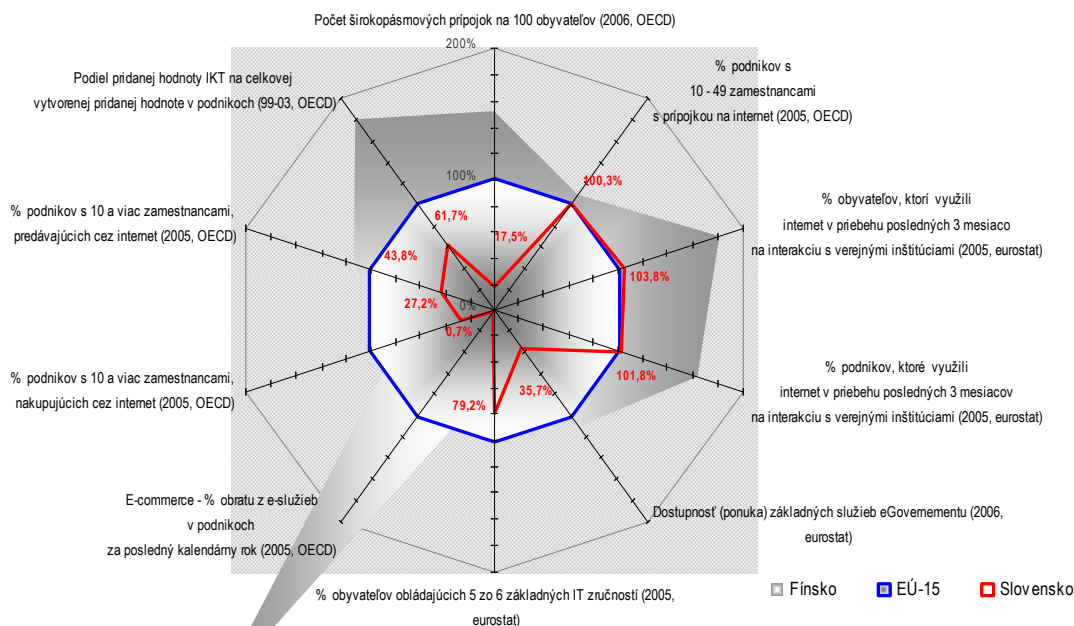 Počet širokopásmových prípojok na 100 obyvateľov (2006, OECD)
200%
Podiel pridanej hodnoty IKT na celkovej
vytvorenej pridanej hodnote v podnikoch (99-03, OECD)
% podnikov s
10 - 49 zamestnancami
s prípojkou na internet (2005, OECD)
100%
100,3%
% podnikov s 10 a viac zamestnancami,
predávajúcich cez internet (2005, OECD)
% obyvateľov, ktorí využili
internet v priebehu posledných 3 mesiaco
na interakciu s verejnými inštitúciami (2005, eurostat)
61,7%
17,5%
43,8%
103,8%
27,2%
0%
0,7%
% podnikov s 10 a viac zamestnancami,
nakupujúcich cez internet (2005, OECD)
% podnikov, ktoré využili
internet v priebehu posledných 3 mesiacov
na interakciu s verejnými inštitúciami (2005, eurostat)
101,8%
35,7%
79,2%
E-commerce - % obratu z e-služieb
v podnikoch
za posledný kalendárny rok (2005, OECD)
Dostupnosť (ponuka) základných služieb eGovernementu (2006,
eurostat)
% obyvateľov obládajúcich 5 zo 6 základných IT zručností (2005,
eurostat)
Fínsko
EÚ-15
Slovensko